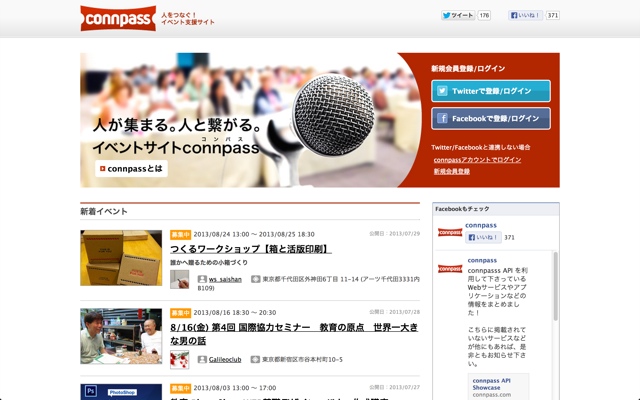 connpass
人をつなぐ！
イベント支援サイト
ツイート 176
いいね！ 371
人が集まる。人と繋がる。
コンパス
イベントサイトconnpass
connpassとは
新規会員登録/ログイン
Twitterで登録/ログイン
Facebookで登録/ログイン
Twitter/Facebookと連携しない場合
connpassアカウントでログイン
新規会員登録
新着イベント
募集中 2013/08/24 13:00 ～ 2013/08/25 18:30
公開日：2013/07/29
つくるワークショップ【箱と活版印刷】
誰かへ贈るための小箱づくり
ws_saishan
東京都千代田区外神田6丁目 11-14 (アーツ千代田3331内
B109)
募集中 2013/08/16 18:30 ～ 20:30
公開日：2013/07/28
8/16(金) 第4回 国際協力セミナー　教育の原点　世界一大き
な男の話
Galileoclub
東京都新宿区市谷本村町10-5
Ps PhotoShop
募集中 2013/08/03 13:00 ～ 17:00
公開日：2013/07/27
Facebookもチェック
connpass
connpass
いいね！ 371
connpass
connpasss API を利
用して下さっている
Webサービスやアプ
リケーションなどの
情報をまとめまし
た！
こちらに掲載されて
いないサービスなど
が他にもあれば、是
非ともお知らせ下さ
い。
connpass API
Showcase
connpass.com